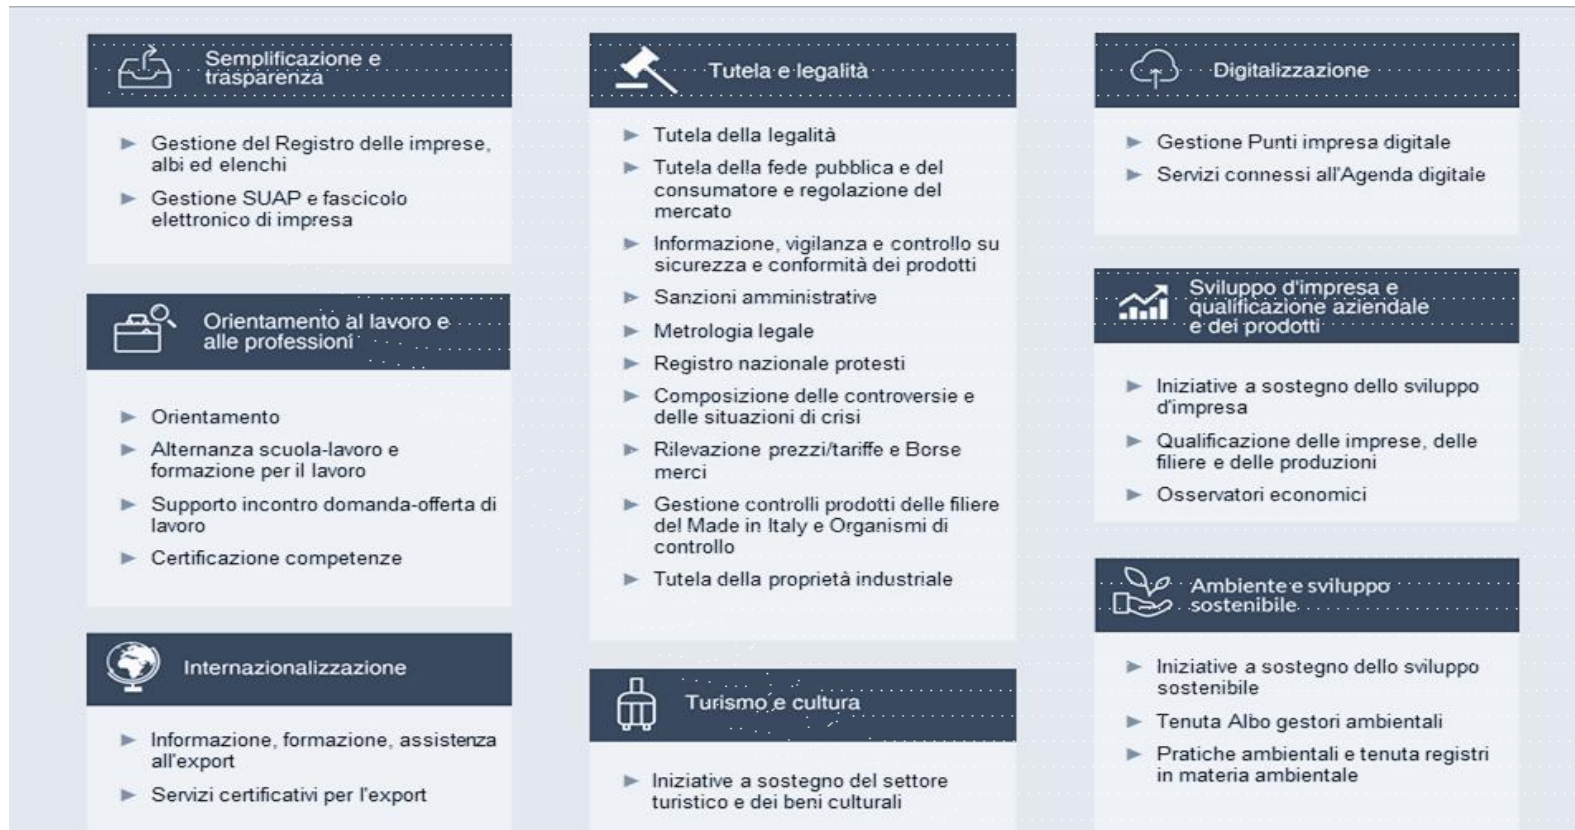 Semplificazione e
trasparenza
Gestione del Registro delle imprese,
albi ed elenchi
Gestione SUAP e fascicolo
elettronico di impresa
Orientamento al lavoro e
alle professioni
Orientamento
Alternanza scuola-lavoro e
formazione per il lavoro
Supporto incontro domanda-offerta di
lavoro
Certificazione competenze
Internazionalizzazione
Informazione, formazione, assistenza
all'export
Servizi certificativi per l'export
Tutela e legalità
Tutela della legalità
Tutela della fede pubblica e del
consumatore e regolazione del
mercato
Informazione, vigilanza e controllo su
sicurezza e conformità dei prodotti
Sanzioni amministrative
Metrologia legale
Registro nazionale protesti
Composizione delle controversie e
delle situazioni di crisi
Rilevazione prezzi/tariffe e Borse
merci
Gestione controlli prodotti delle filiere
del Made in Italy e Organismi di
controllo
Tutela della proprietà industriale
Turismo e cultura
Iniziative a sostegno del settore
turistico e dei beni culturali
Digitalizzazione
Gestione Punti impresa digitale
Servizi connessi all'Agenda digitale
Sviluppo d'impresa e
qualificazione aziendale
e dei prodotti
Iniziative a sostegno dello sviluppo
d'impresa
Qualificazione delle imprese, delle
filiere e delle produzioni
Osservatori economici
Ambiente e sviluppo
sostenibile
Iniziative a sostegno dello sviluppo
sostenibile
Tenuta Albo gestori ambientali
Pratiche ambientali e tenuta registri
in materia ambientale